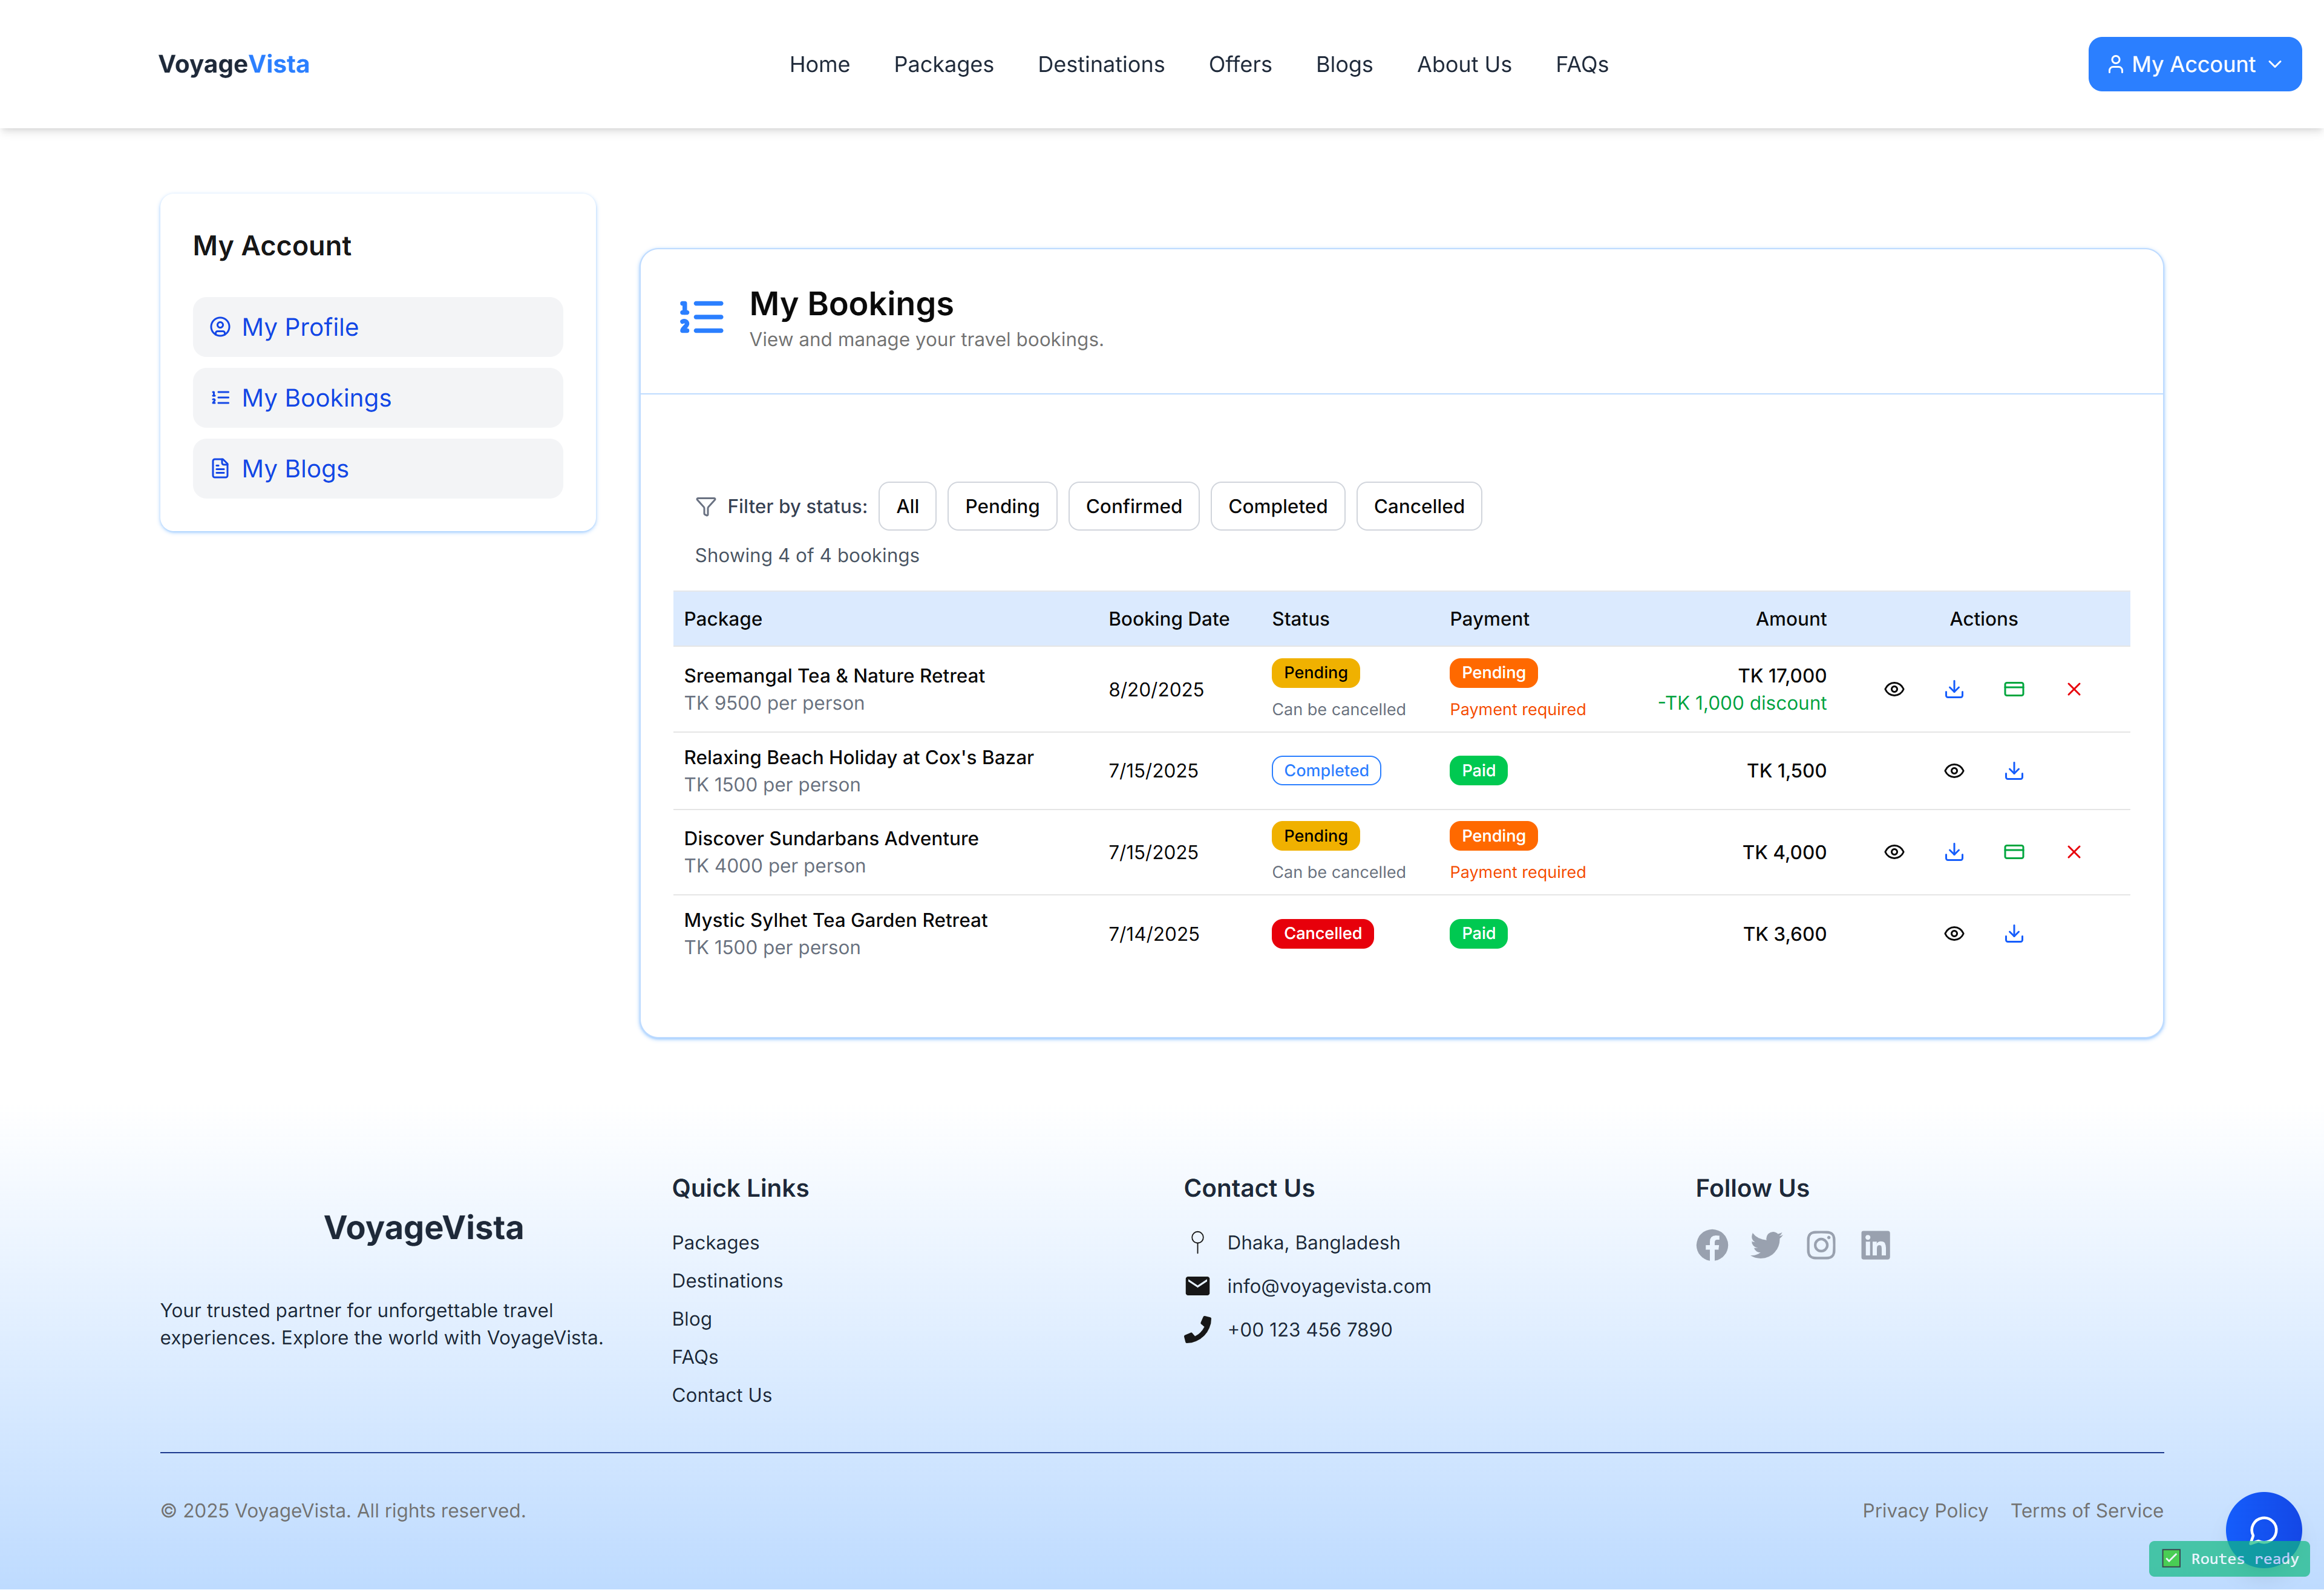 VoyageVista
Home Packages Destinations Offers Blogs About Us FAQs
My Account
My Account
My Profile
My Bookings
My Blogs
My Bookings
View and manage your travel bookings.
Filter by status: All Pending Confirmed Completed Cancelled
Showing 4 of 4 bookings
Package Booking Date Status Payment Amount Actions
Sreemangal Tea & Nature Retreat
TK 9500 per person
8/20/2025
Pending
Can be cancelled
Pending
Payment required
TK 17,000
-TK 1,000 discount
Relaxing Beach Holiday at Cox's Bazar
TK 1500 per person
7/15/2025
Completed
Paid
TK 1,500
Discover Sundarbans Adventure
TK 4000 per person
7/15/2025
Pending
Can be cancelled
Pending
Payment required
TK 4,000
Mystic Sylhet Tea Garden Retreat
TK 1500 per person
7/14/2025
Cancelled
Paid
TK 3,600
VoyageVista
Your trusted partner for unforgettable travel
experiences. Explore the world with VoyageVista.
Quick Links
Packages
Destinations
Blog
FAQs
Contact Us
Contact Us
Dhaka, Bangladesh
info@voyagevista.com
+00 123 456 7890
Follow Us
© 2025 VoyageVista. All rights reserved.
Privacy Policy Terms of Service
Routes ready